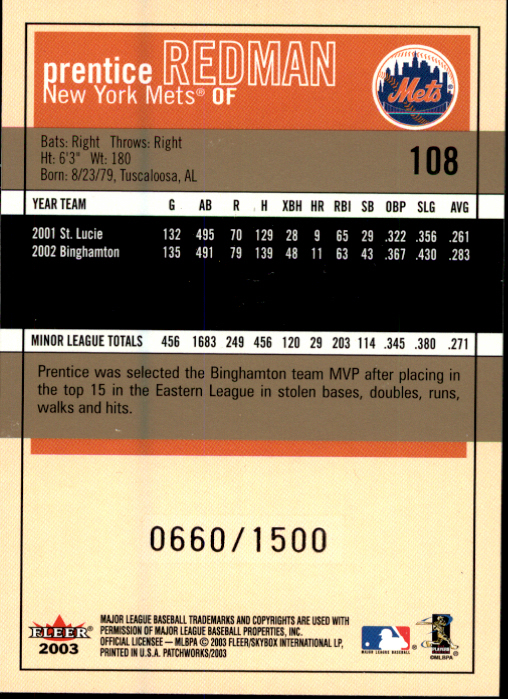 prentice REDMAN
New York Mets® OF
Mets
Bats: Right Throws: Right
Ht: 6'3" Wt: 180
Born: 8/23/79, Tuscaloosa, AL
108
YEAR TEAM G AB R H XBH HR RBI SB OBP SLG AVG
2001 St. Lucie 132 495 70 129 28 9 65 29 .322 .356 .261
2002 Binghamton 135 491 79 139 48 11 63 43 .367 .430 .283
MINOR LEAGUE TOTALS 456 1683 249 456 120 29 203 114 .345 .380 .271
Prentice was selected the Binghamton team MVP after placing in
the top 15 in the Eastern League in stolen bases, doubles, runs,
walks and hits.
0660/1500
FLEER®
2003
MAJOR LEAGUE BASEBALL TRADEMARKS AND COPYRIGHTS ARE USED WITH
PERMISSION OF MAJOR LEAGUE BASEBALL PROPERTIES, INC.
OFFICIAL LICENSEE — MLBPA © 2003 FLEER/SKYBOX INTERNATIONAL LP,
PRINTED IN U.S.A. PATCHWORKS/2003
MAJOR LEAGUE BASEBALL
PLAYERS
©MLBPA